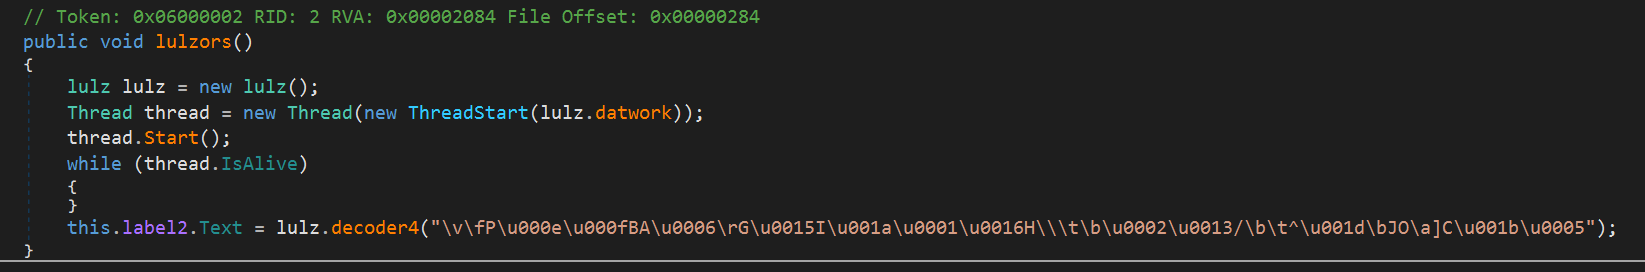 // Token: 0x06000002 RID: 2 RVA: 0x00002084 File Offset: 0x00000284
public void lulzors()
{
lulz lulz = new lulz();
Thread thread = new Thread(new ThreadStart(lulz.datwork));
thread.Start();
while (thread.IsAlive)
{
}
this.label2.Text = lulz.decoder4("\v\fP\u000e\u000fBA\u0006\rG\u0015I\u001a\u0001\u0016H\\\t\b\u0002\u0013/\b\t^\u001d\bJO\a]C\u001b\u0005");
}